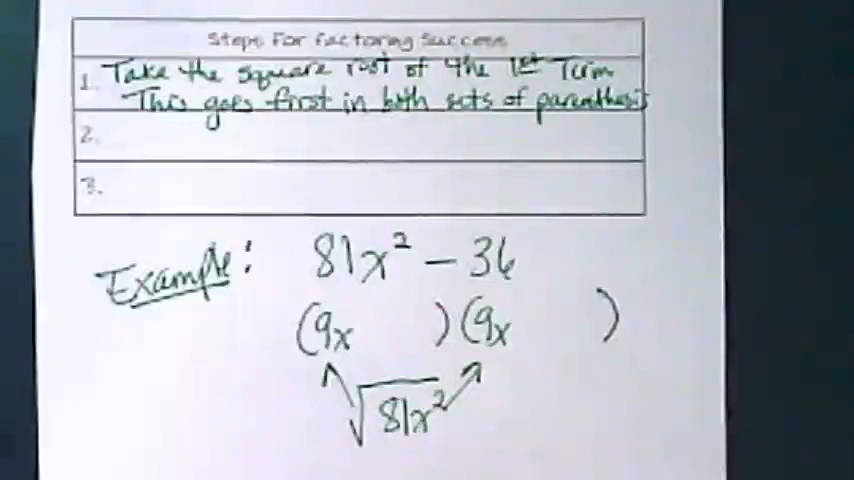 Steps For Factoring Success
1. Take the square root of the 1st Term
This goes first in both sets of parenthesis
2.
3.
Example: 81x² - 36
(9x )(9x )
√81x²